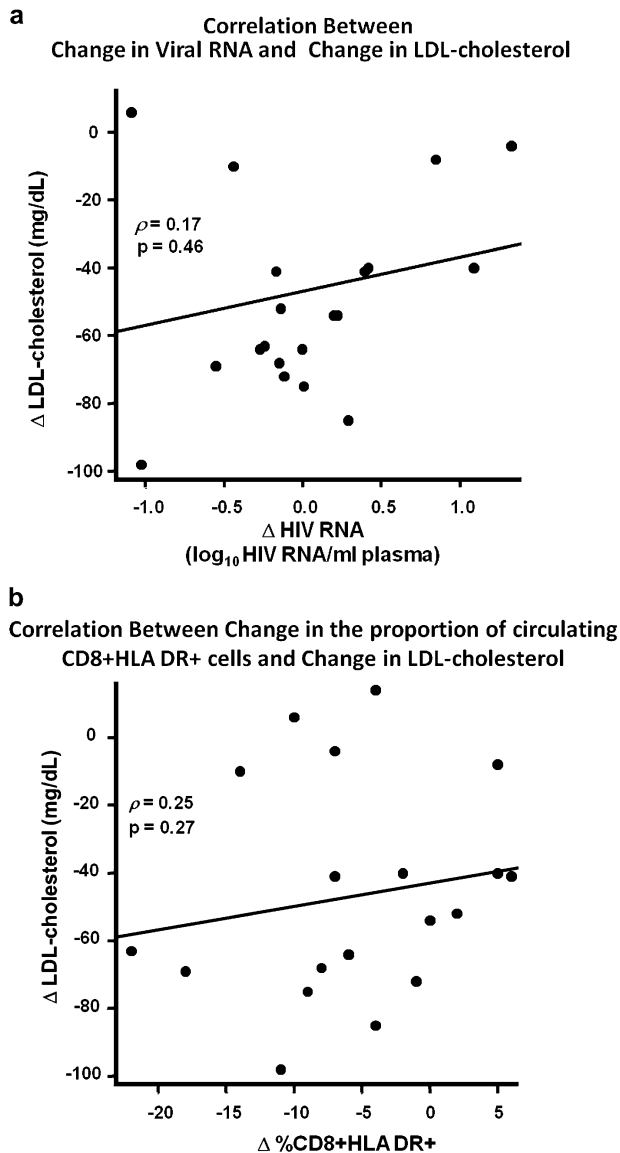 a
Correlation Between
Change in Viral RNA and Change in LDL-cholesterol
0
-20
-40
-60
-80
-100
Δ LDL-cholesterol (mg/dL)
ρ = 0.17
p = 0.46
-1.0 -0.5 0.0 0.5 1.0
Δ HIV RNA
(log10 HIV RNA/ml plasma)
b
Correlation Between Change in the proportion of circulating
CD8+HLA DR+ cells and Change in LDL-cholesterol
0
-20
-40
-60
-80
-100
Δ LDL-cholesterol (mg/dL)
ρ = 0.25
p = 0.27
-20 -15 -10 -5 0 5
Δ %CD8+HLA DR+